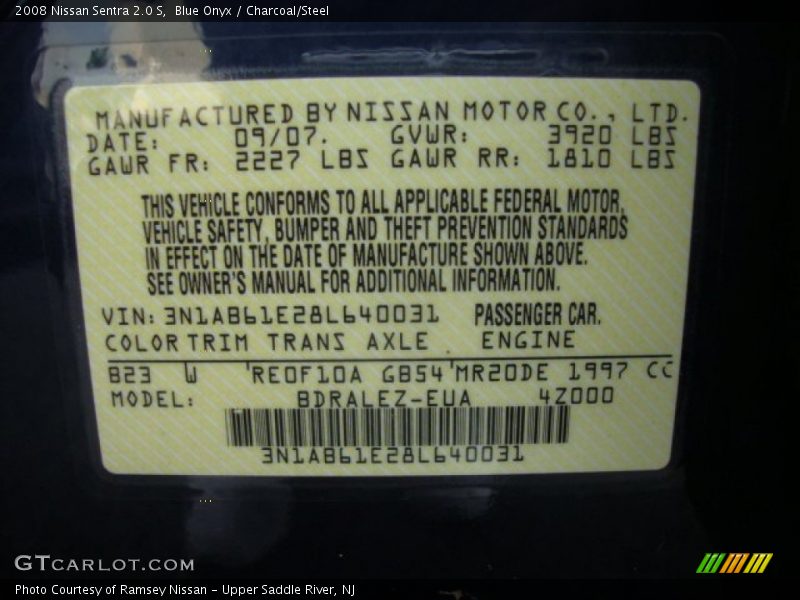 2008 Nissan Sentra 2.0 S,  Blue Onyx / Charcoal/Steel
MANUFACTURED BY NISSAN MOTOR CO., LTD.
DATE: 09/07. GVWR: 3920 LBS
GAWR FR: 2227 LBS GAWR RR: 1810 LBS
THIS VEHICLE CONFORMS TO ALL APPLICABLE FEDERAL MOTOR,
VEHICLE SAFETY, BUMPER AND THEFT PREVENTION STANDARDS
IN EFFECT ON THE DATE OF MANUFACTURE SHOWN ABOVE.
SEE OWNER'S MANUAL FOR ADDITIONAL INFORMATION.
VIN: 3N1AB61E28L640031 PASSENGER CAR.
COLOR TRIM TRANS AXLE ENGINE
B23 W RE0F10A GB54 MR20DE 1997 CC
MODEL: BDRALEZ-EUA 4Z000
3N1AB61E28L640031
GTCARLOT.COM
Photo Courtesy of Ramsey Nissan - Upper Saddle River, NJ